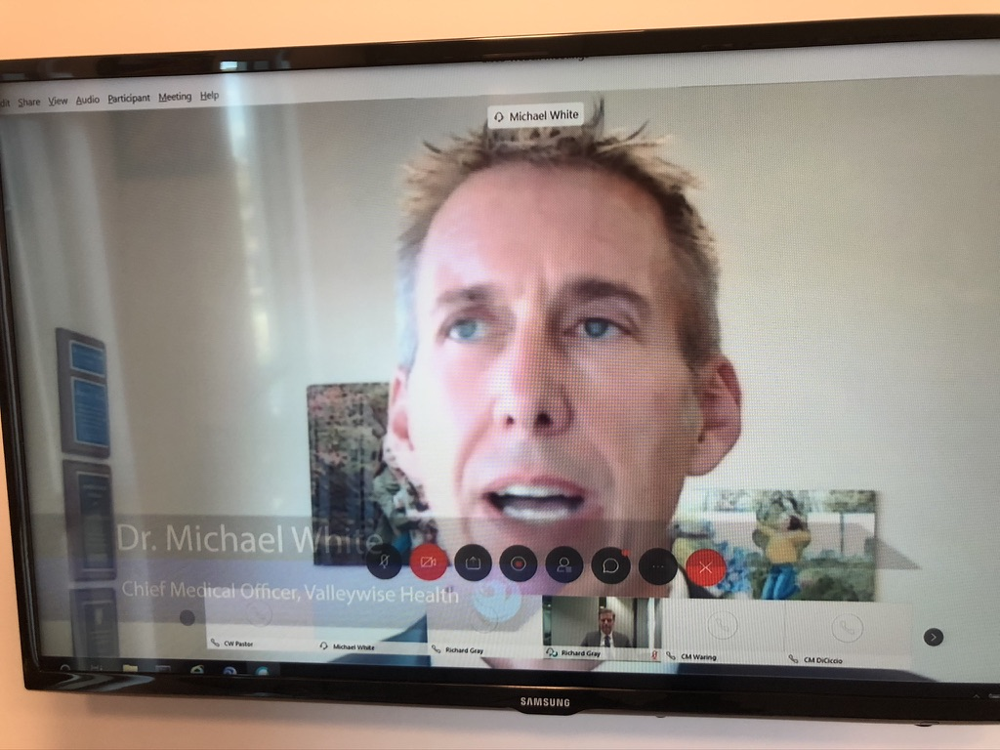 Share View Audio Participant Meeting Help
Michael White
Dr. Michael White
Chief Medical Officer, Valleywise Health
CW Pastor
Michael White
Richard Gray
Richard Gray
CM Waring
CM DiCiccio
SAMSUNG